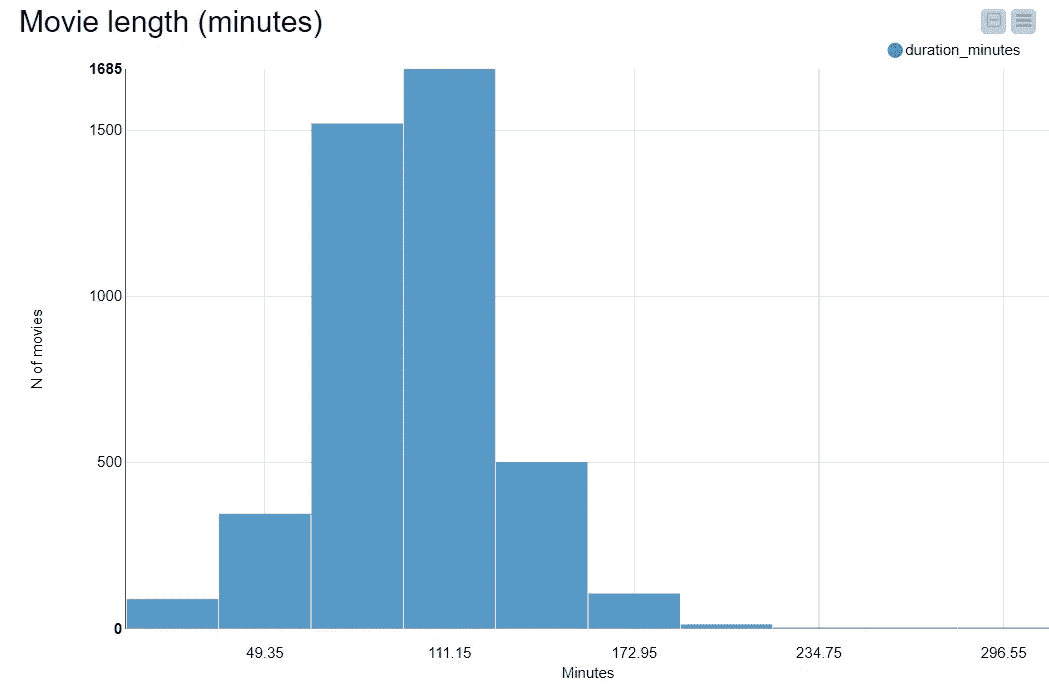 Movie length (minutes)
duration_minutes
1685
1500
1000
500
0
N of movies
49.35
111.15
172.95
234.75
296.55
Minutes